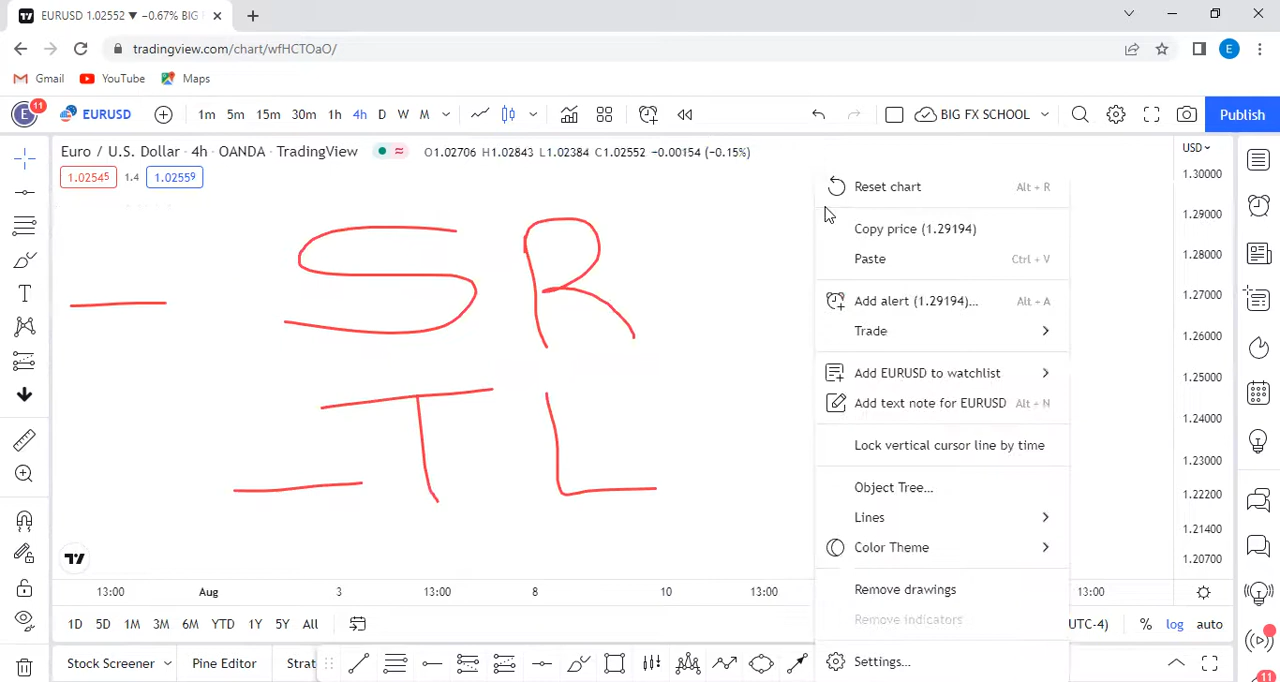 EURUSD 1.02552 ▼ −0.67% BIG F
tradingview.com/chart/wfHCTOaO/
E
Gmail YouTube Maps
E 11 EURUSD 1m 5m 15m 30m 1h 4h D W M BIG FX SCHOOL Publish
Euro / U.S. Dollar · 4h · OANDA · TradingView O1.02706 H1.02843 L1.02384 C1.02552 −0.00154 (−0.15%)
USD
1.02545 1.4 1.02559
1.30000
1.29000
1.28000
1.27000
1.26000
1.25000
1.24000
1.23000
1.22200
1.21400
1.20700
S R
T L
Reset chart Alt + R
Copy price (1.29194)
Paste Ctrl + V
Add alert (1.29194)... Alt + A
Trade
Add EURUSD to watchlist
Add text note for EURUSD Alt + N
Lock vertical cursor line by time
Object Tree...
Lines
Color Theme
Remove drawings
Remove indicators
Settings...
13:00 Aug 3 13:00 8 10 13:00 13:00
1D 5D 1M 3M 6M YTD 1Y 5Y All UTC-4) % log auto
Stock Screener Pine Editor Strat
11